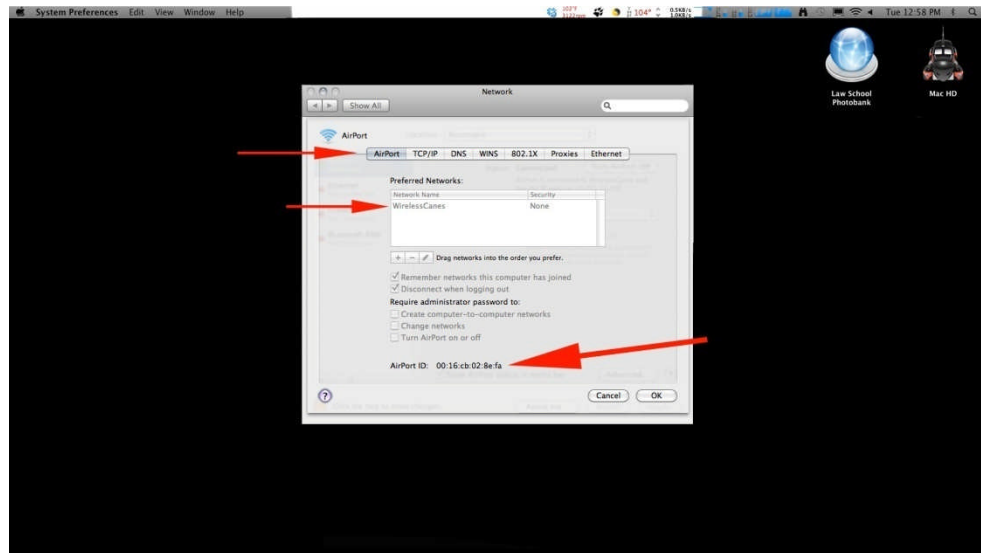 System Preferences Edit View Window Help
104° 0.5KB/s
1.0KB/s
Tue 12:58 PM
Law School
Photobank
Mac HD
Network
Show All
AirPort
AirPort TCP/IP DNS WINS 802.1X Proxies Ethernet
Preferred Networks:
Network Name Security
WirelessCanes None
+ − Drag networks into the order you prefer.
Remember networks this computer has joined
Disconnect when logging out
Require administrator password to:
Create computer-to-computer networks
Change networks
Turn AirPort on or off
AirPort ID: 00:16:cb:02:8e:fa
? Cancel OK